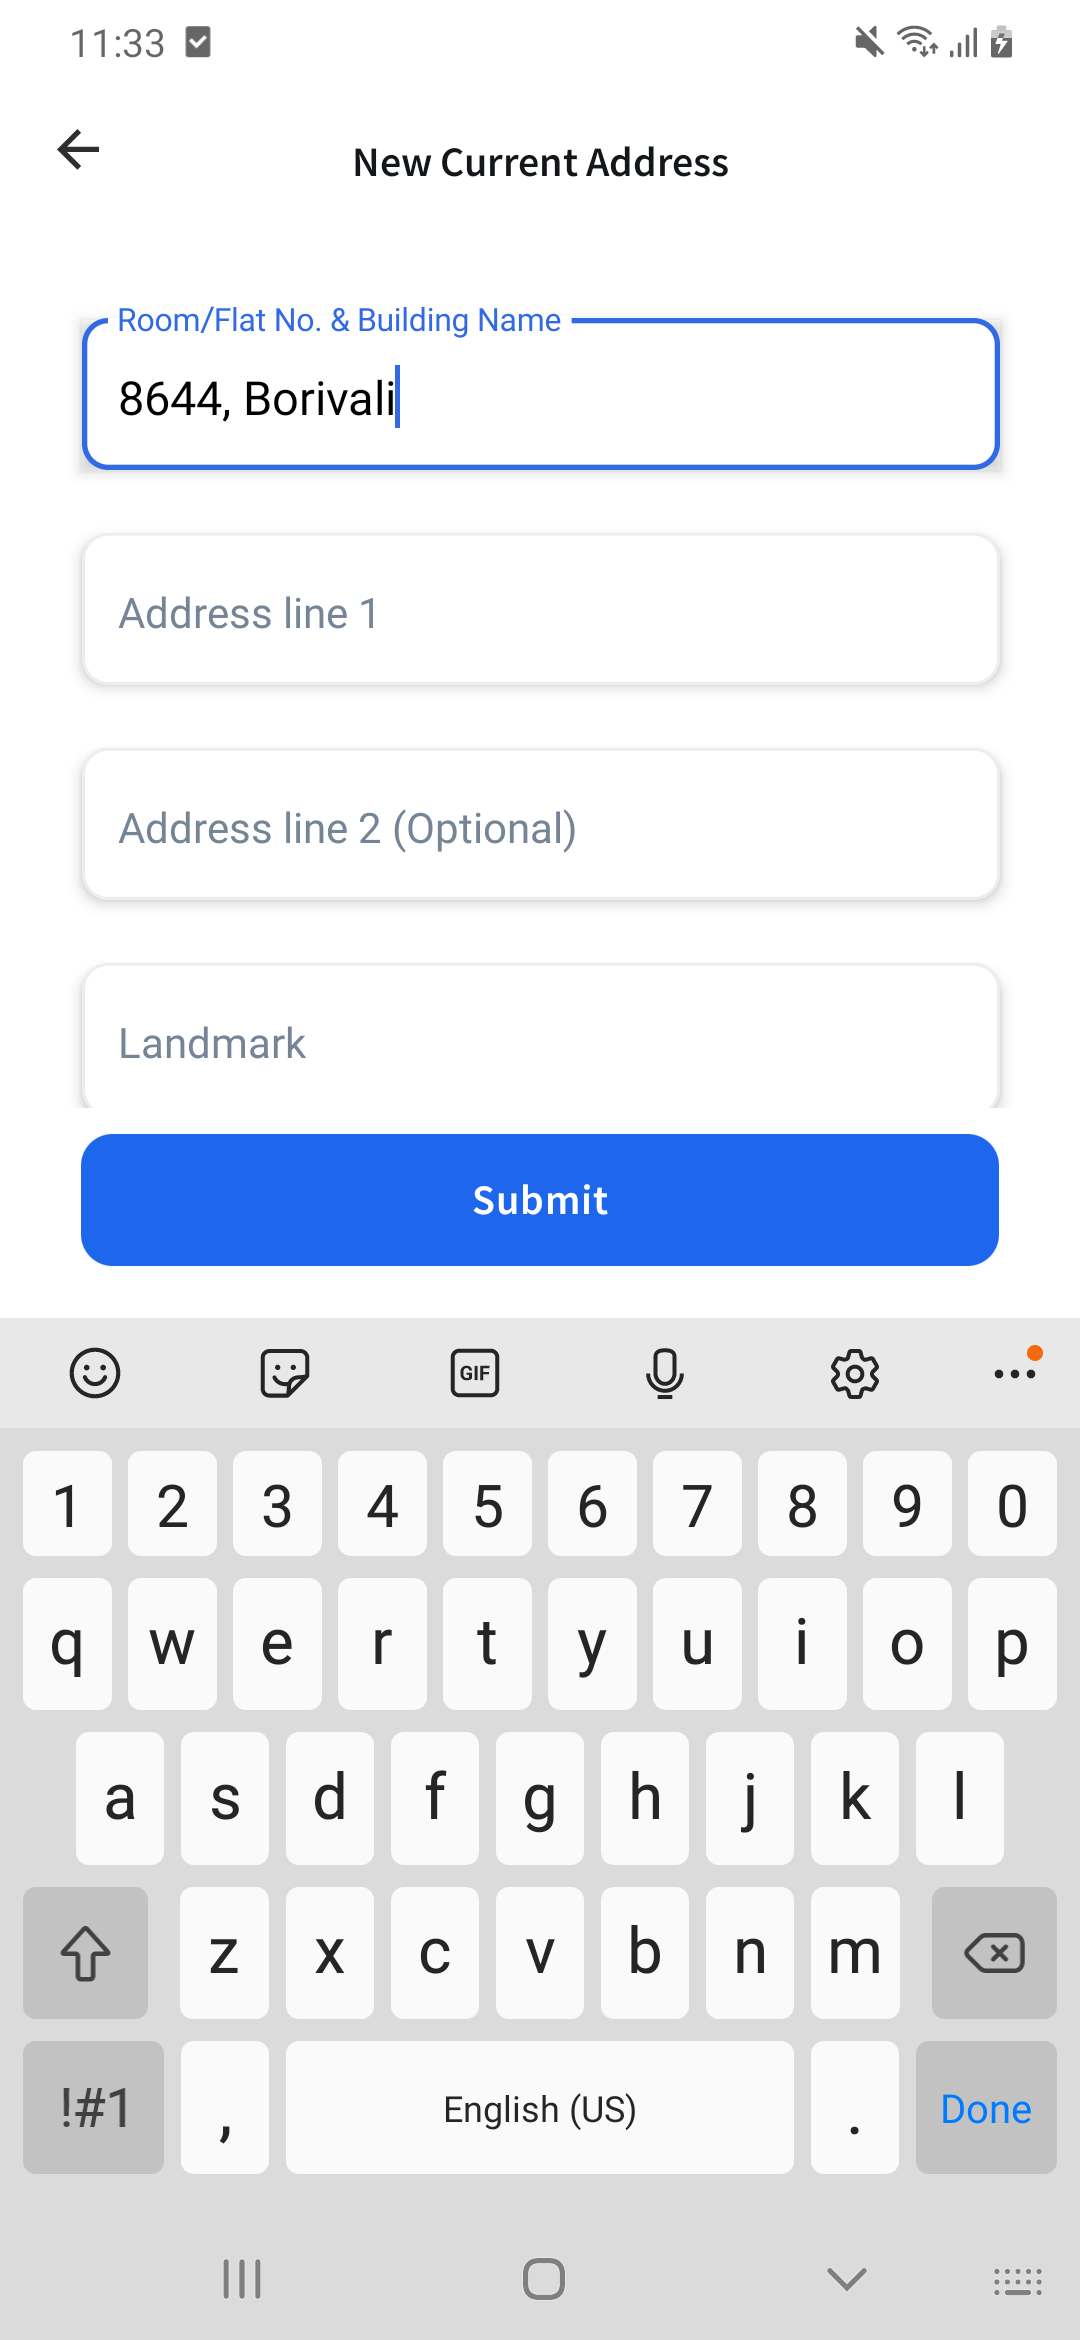 11:33
New Current Address
Room/Flat No. & Building Name
8644, Borivali
Address line 1
Address line 2 (Optional)
Landmark
Submit
GIF
1 2 3 4 5 6 7 8 9 0
q w e r t y u i o p
a s d f g h j k l
z x c v b n m
!#1 , English (US) . Done